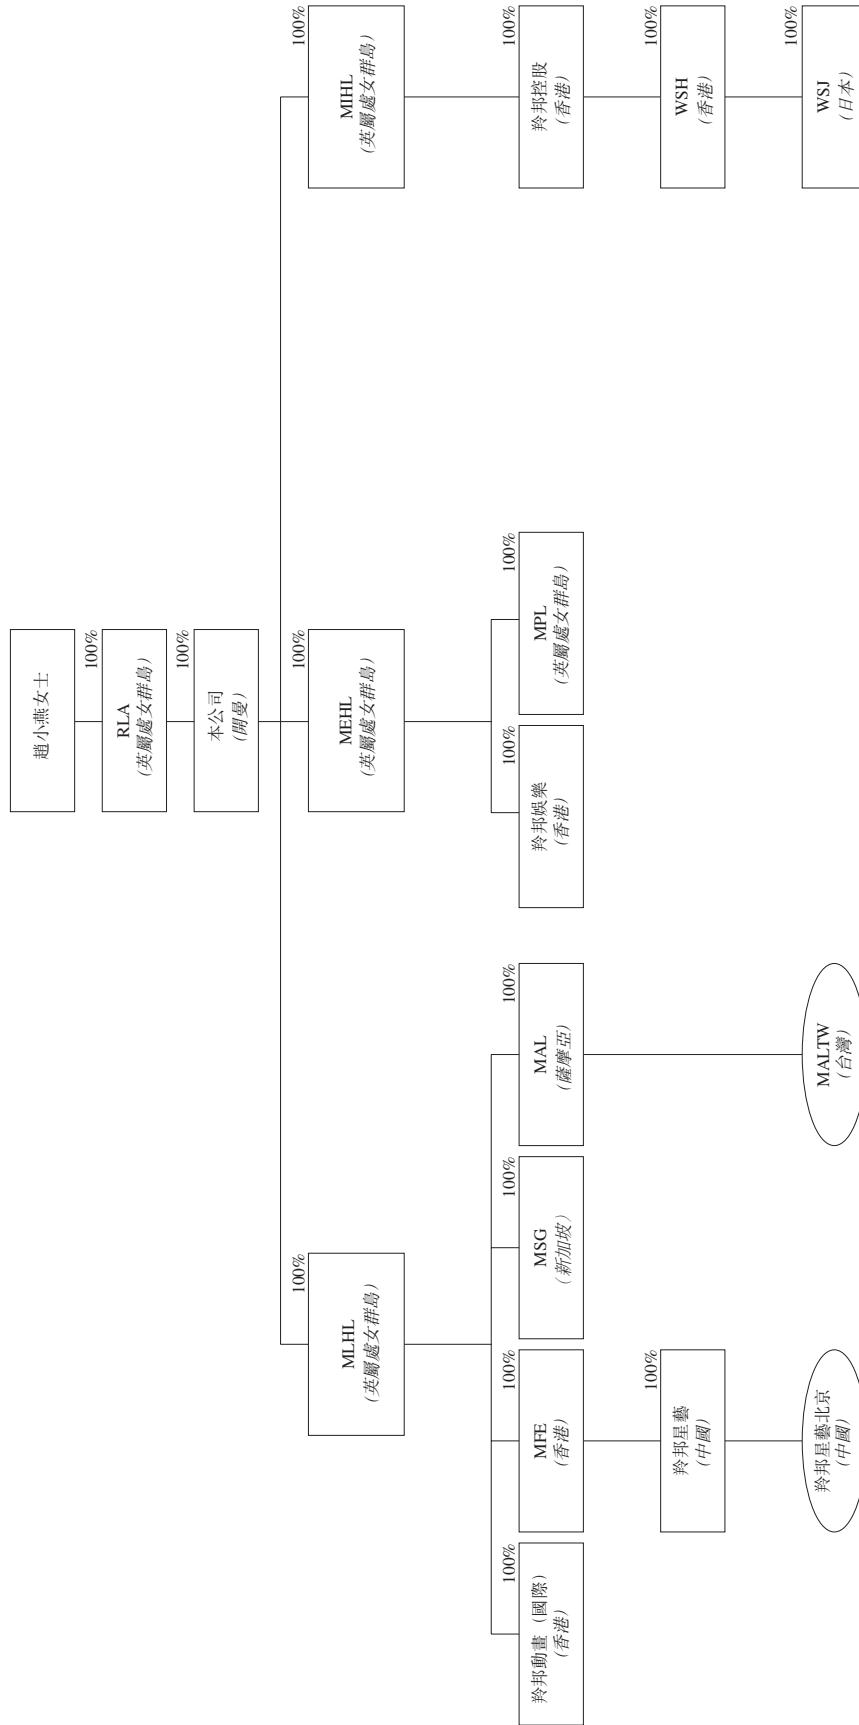 趙小燕女士
100%
RLA
(英屬處女群島)
100%
本公司
(開曼)
100%
MLHL
(英屬處女群島)
100%
MEHL
(英屬處女群島)
100%
MIHL
(英屬處女群島)
100%
羚邦動畫 (國際)
(香港)
100%
MFE
(香港)
100%
MSG
(新加坡)
100%
MAL
(薩摩亞)
100%
羚邦娛樂
(香港)
100%
MPL
(英屬處女群島)
100%
羚邦控股
(香港)
100%
羚邦星藝
(中國)
100%
WSH
(香港)
羚邦星藝北京
(中國)
MALTW
(台灣)
100%
WSJ
(日本)